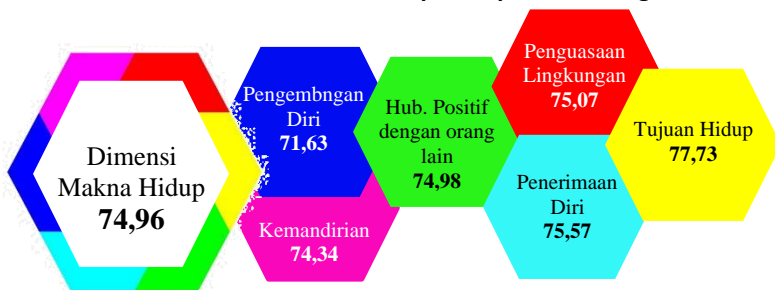 Dimensi
Makna Hidup
74,96
Pengembngan
Diri
71,63
Kemandirian
74,34
Hub. Positif
dengan orang
lain
74,98
Penguasaan
Lingkungan
75,07
Penerimaan
Diri
75,57
Tujuan Hidup
77,73